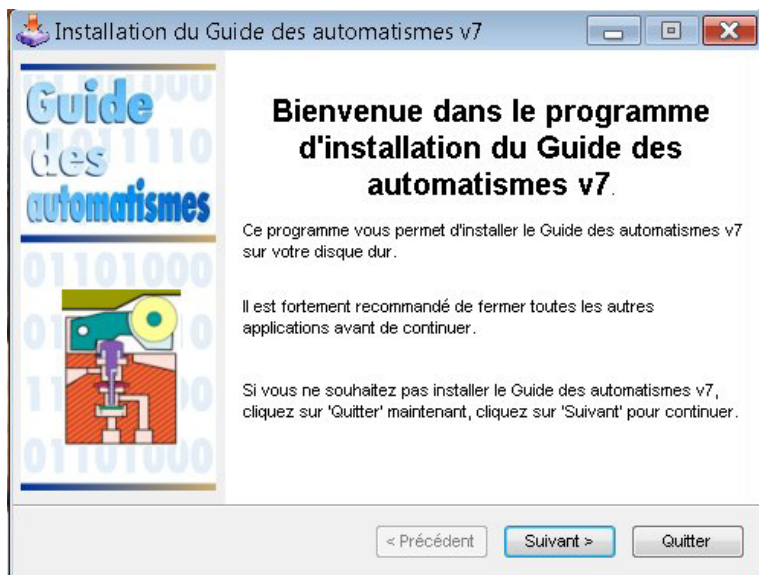 Installation du Guide des automatismes v7
Guide
des
automatismes
01101000
Bienvenue dans le programme
d'installation du Guide des
automatismes v7.
Ce programme vous permet d'installer le Guide des automatismes v7
sur votre disque dur.
Il est fortement recommandé de fermer toutes les autres
applications avant de continuer.
Si vous ne souhaitez pas installer le Guide des automatismes v7,
cliquez sur 'Quitter' maintenant, cliquez sur 'Suivant' pour continuer.
01101000
< Précédent
Suivant >
Quitter